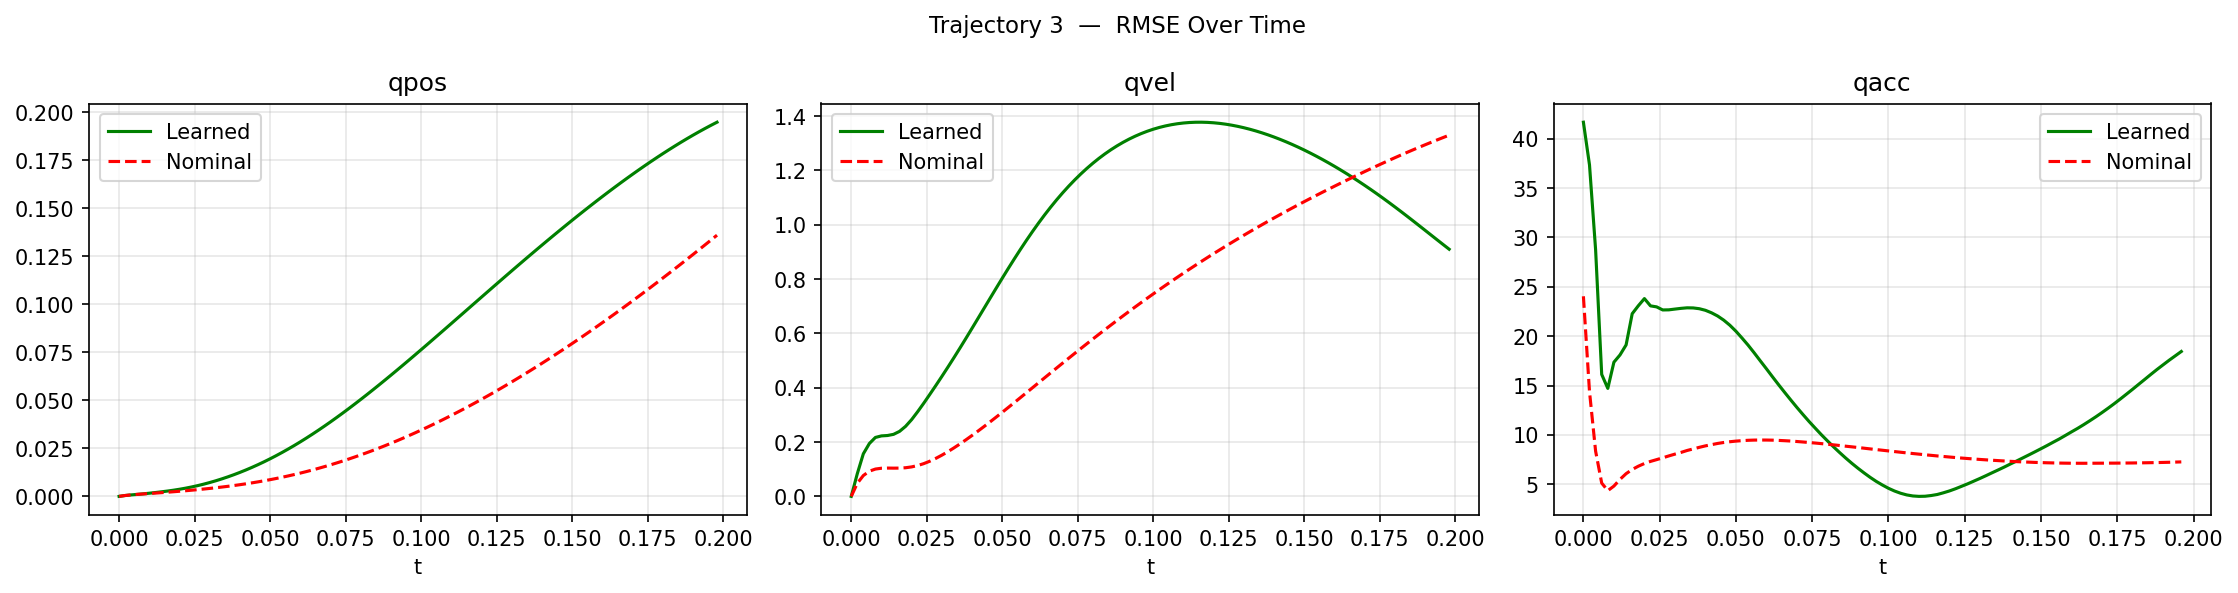 Trajectory 3 — RMSE Over Time
qpos
Learned
Nominal
0.200
0.175
0.150
0.125
0.100
0.075
0.050
0.025
0.000
0.000 0.025 0.050 0.075 0.100 0.125 0.150 0.175 0.200
t
qvel
Learned
Nominal
1.4
1.2
1.0
0.8
0.6
0.4
0.2
0.0
0.000 0.025 0.050 0.075 0.100 0.125 0.150 0.175 0.200
t
qacc
Learned
Nominal
40
35
30
25
20
15
10
5
0.000 0.025 0.050 0.075 0.100 0.125 0.150 0.175 0.200
t